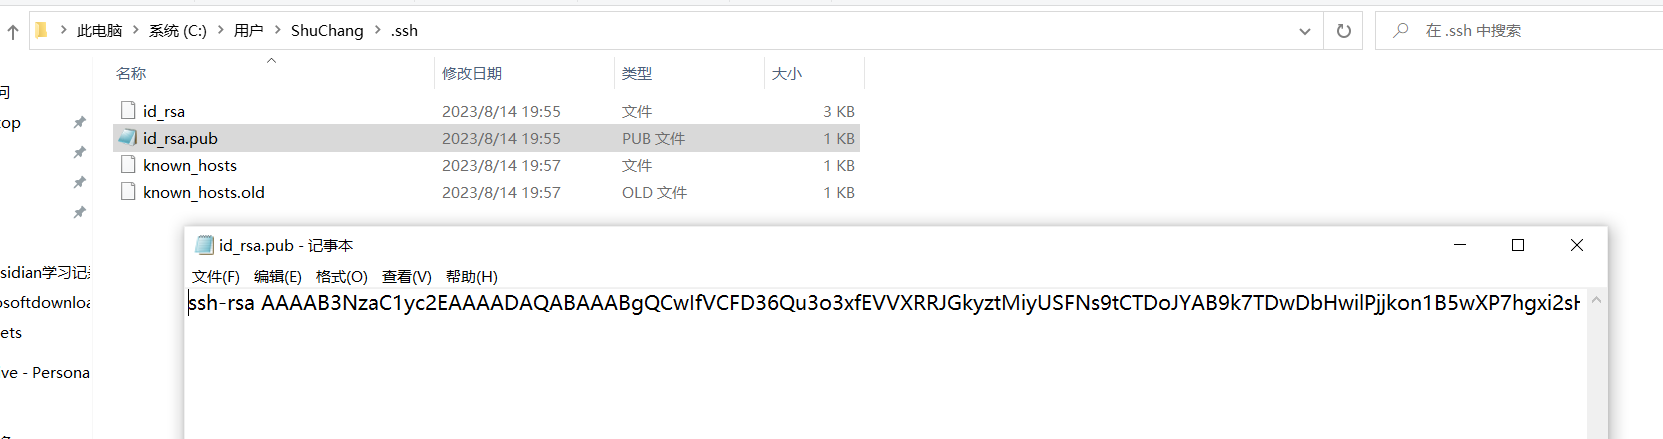 此电脑 > 系统 (C:) > 用户 > ShuChang > .ssh
在 .ssh 中搜索
名称 修改日期 类型 大小
问
top
id_rsa 2023/8/14 19:55 文件 3 KB
id_rsa.pub 2023/8/14 19:55 PUB 文件 1 KB
known_hosts 2023/8/14 19:57 文件 1 KB
known_hosts.old 2023/8/14 19:57 OLD 文件 1 KB
sidian学习记录
osoftdownloa
ets
ve - Persona
id_rsa.pub - 记事本
文件(F) 编辑(E) 格式(O) 查看(V) 帮助(H)
ssh-rsa AAAAB3NzaC1yc2EAAAADAQABAAABgQCwIfVCFD36Qu3o3xfEVVXRRJGkyztMiyUSFNs9tCTDoJYAB9k7TDwDbHwilPjjkon1B5wXP7hgxi2sH